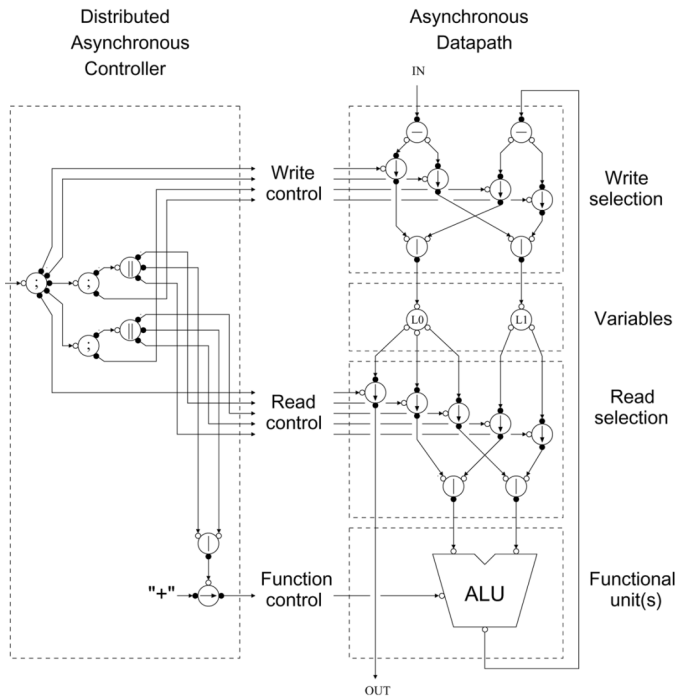 Distributed
Asynchronous
Controller
Asynchronous
Datapath
IN
Write
control
Write
selection
;
;
||
;
||
L0
L1
Variables
Read
control
Read
selection
|
"+"
Function
control
ALU
Functional
unit(s)
OUT